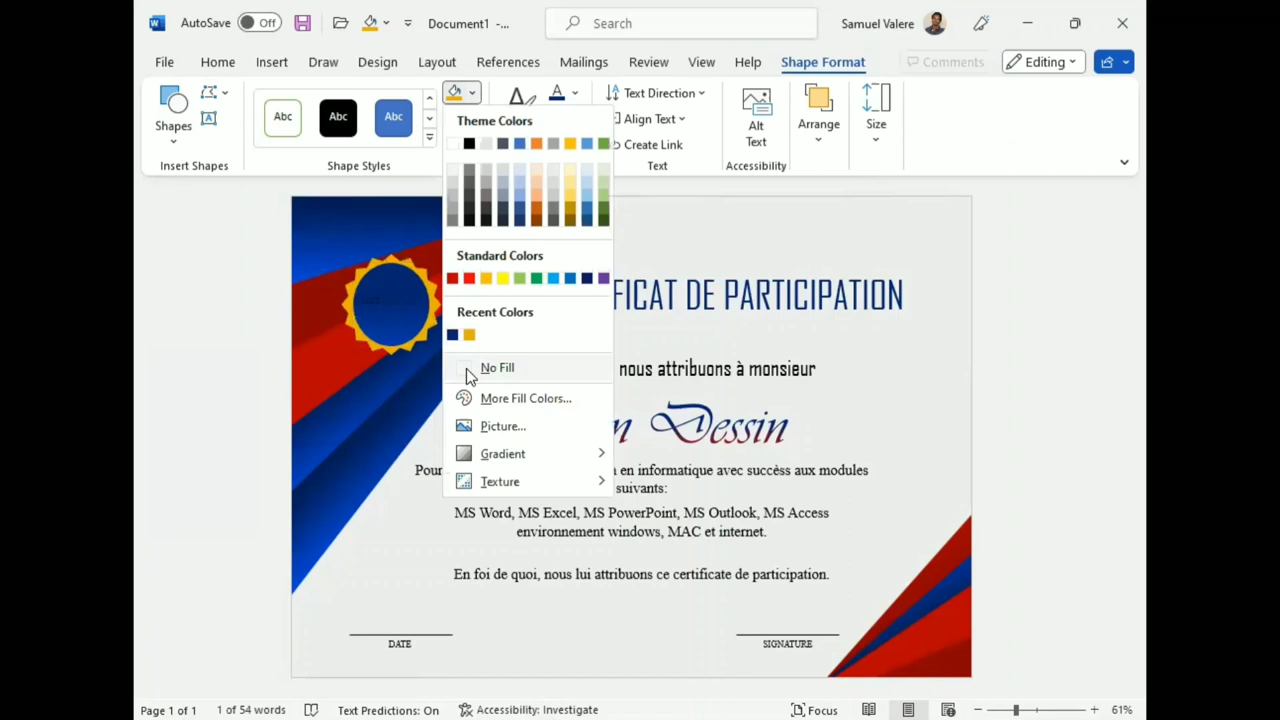 AutoSave Off Document1 -... Search Samuel Valere
File Home Insert Draw Design Layout References Mailings Review View Help Shape Format Comments Editing
Shapes
Insert Shapes
Abc Abc Abc
Shape Styles
Text Direction
Align Text
Create Link
Text
Alt
Text
Accessibility
Arrange
Size
Theme Colors
Standard Colors
Recent Colors
No Fill
More Fill Colors...
Picture...
Gradient
Texture
FICAT DE PARTICIPATION
nous attribuons à monsieur
n Dessin
Pour
en informatique avec succès aux modules
suivants:
MS Word, MS Excel, MS PowerPoint, MS Outlook, MS Access
environnement windows, MAC et internet.
En foi de quoi, nous lui attribuons ce certificate de participation.
DATE SIGNATURE
Page 1 of 1 1 of 54 words Text Predictions: On Accessibility: Investigate Focus 61%